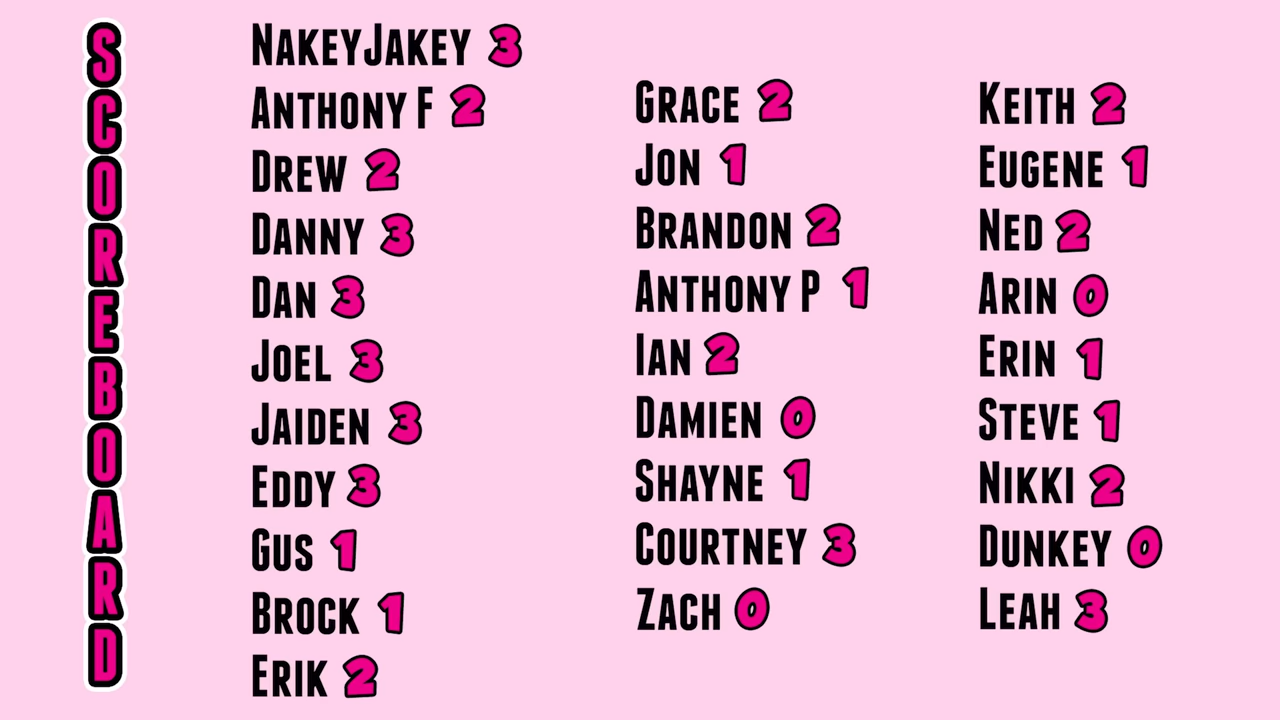 SCOREBOARD
NAKEYJAKEY 3
ANTHONY F 2
DREW 2
DANNY 3
DAN 3
JOEL 3
JAIDEN 3
EDDY 3
GUS 1
BROCK 1
ERIK 2
GRACE 2
JON 1
BRANDON 2
ANTHONY P 1
IAN 2
DAMIEN 0
SHAYNE 1
COURTNEY 3
ZACH 0
KEITH 2
EUGENE 1
NED 2
ARIN 0
ERIN 1
STEVE 1
NIKKI 2
DUNKEY 0
LEAH 3